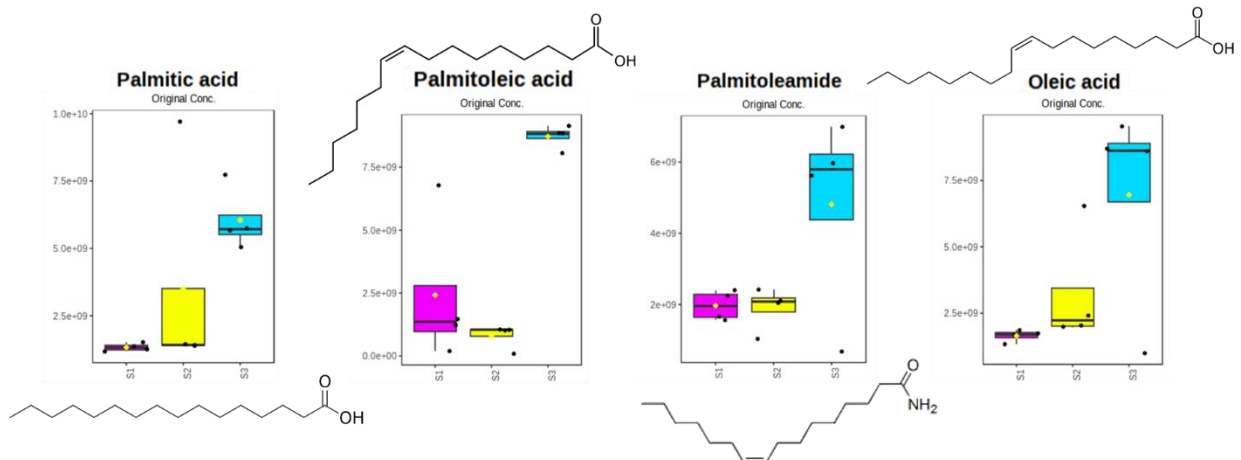 Palmitic acid
Original Conc.
1.0e+10
7.5e+09
5.0e+09
2.5e+09
S1
S2
S3
O
OH
O
OH
Palmitoleic acid
Original Conc.
7.5e+09
5.0e+09
2.5e+09
0.0e+00
S1
S2
S3
Palmitoleamide
Original Conc.
6e+09
4e+09
2e+09
S1
S2
S3
O
NH2
O
OH
Oleic acid
Original Conc.
7.5e+09
5.0e+09
2.5e+09
S1
S2
S3